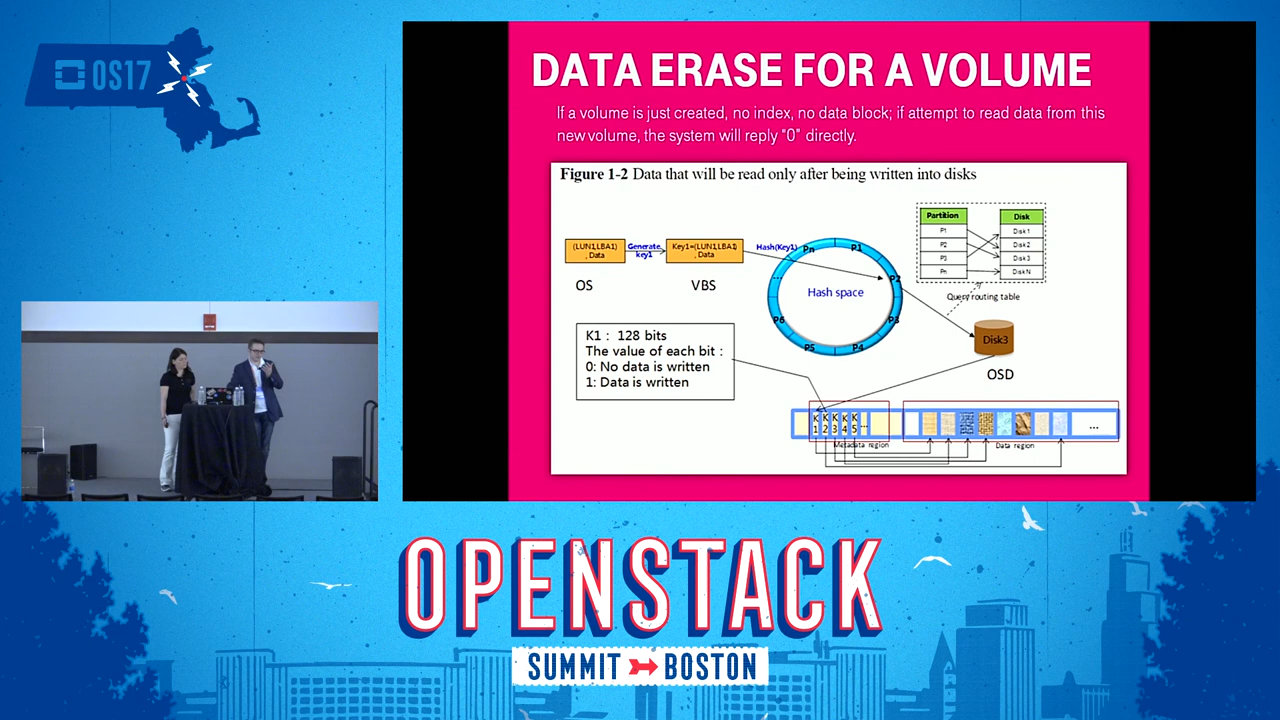 OS17
DATA ERASE FOR A VOLUME
If a volume is just created, no index, no data block; if attempt to read data from this
new volume, the system will reply "0" directly.
Figure 1-2 Data that will be read only after being written into disks
(LUN1,LBA1)
, Data
Generate
key1
Key1=(LUN1,LBA1)
, Data
Hash(Key1)
OS
VBS
Hash space
Pn
P1
P2
P3
P4
P5
P6
...
Partition
Disk
P1
Disk 1
P2
Disk 2
P3
Disk 3
Pn
Disk N
Query routing table
Disk3
OSD
K1 : 128 bits
The value of each bit :
0: No data is written
1: Data is written
K K K K K
1 2 3 4 5 ...
...
Metadata region
Data region
OPENSTACK
SUMMIT BOSTON